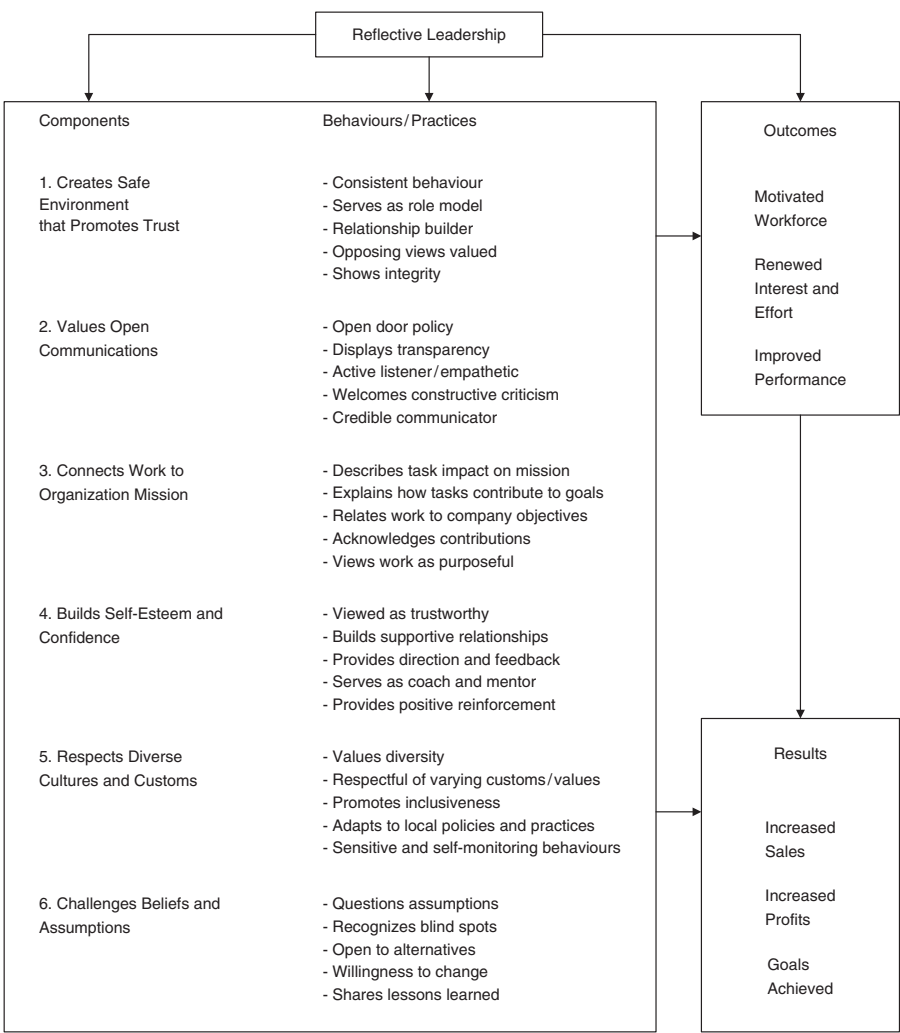 Reflective Leadership
Components
Behaviours/Practices
1. Creates Safe
Environment
that Promotes Trust
- Consistent behaviour
- Serves as role model
- Relationship builder
- Opposing views valued
- Shows integrity
2. Values Open
Communications
- Open door policy
- Displays transparency
- Active listener/empathetic
- Welcomes constructive criticism
- Credible communicator
3. Connects Work to
Organization Mission
- Describes task impact on mission
- Explains how tasks contribute to goals
- Relates work to company objectives
- Acknowledges contributions
- Views work as purposeful
4. Builds Self-Esteem and
Confidence
- Viewed as trustworthy
- Builds supportive relationships
- Provides direction and feedback
- Serves as coach and mentor
- Provides positive reinforcement
5. Respects Diverse
Cultures and Customs
- Values diversity
- Respectful of varying customs/values
- Promotes inclusiveness
- Adapts to local policies and practices
- Sensitive and self-monitoring behaviours
6. Challenges Beliefs and
Assumptions
- Questions assumptions
- Recognizes blind spots
- Open to alternatives
- Willingness to change
- Shares lessons learned
Outcomes
Motivated
Workforce
Renewed
Interest and
Effort
Improved
Performance
Results
Increased
Sales
Increased
Profits
Goals
Achieved